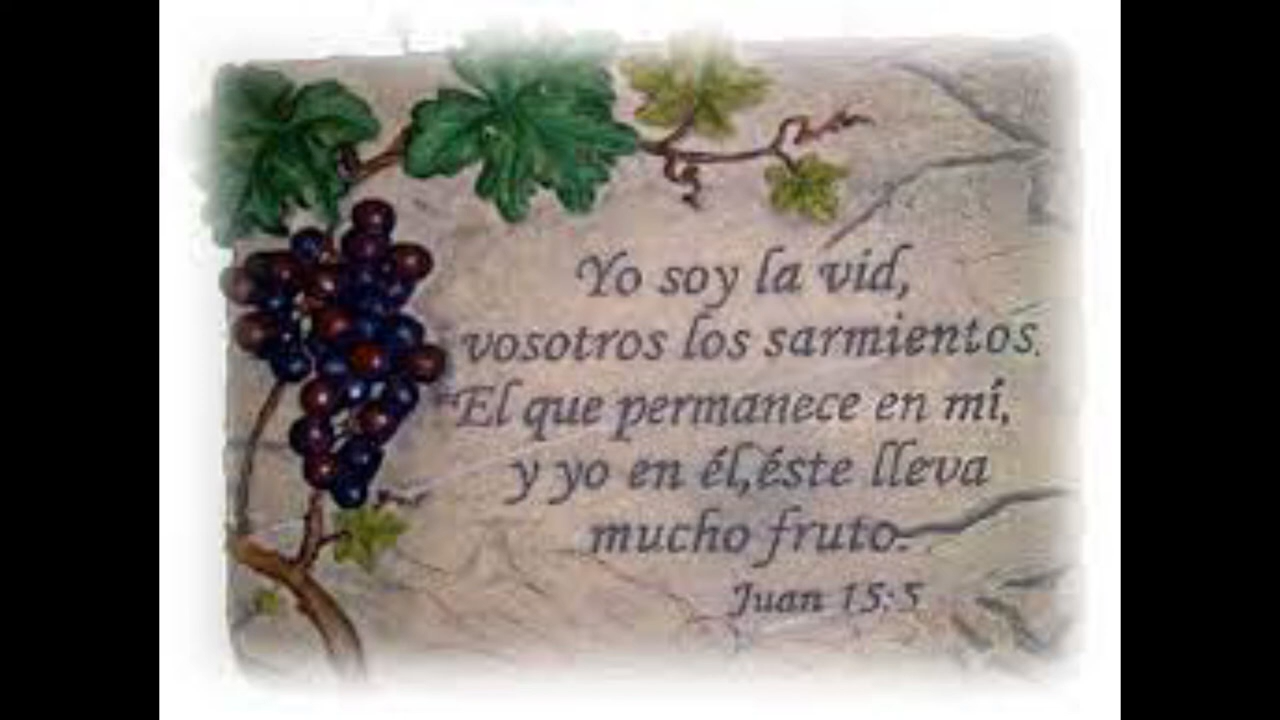 Yo soy la vid,
vosotros los sarmientos.
El que permanece en mí,
y yo en él,éste lleva
mucho fruto.
Juan 15:5